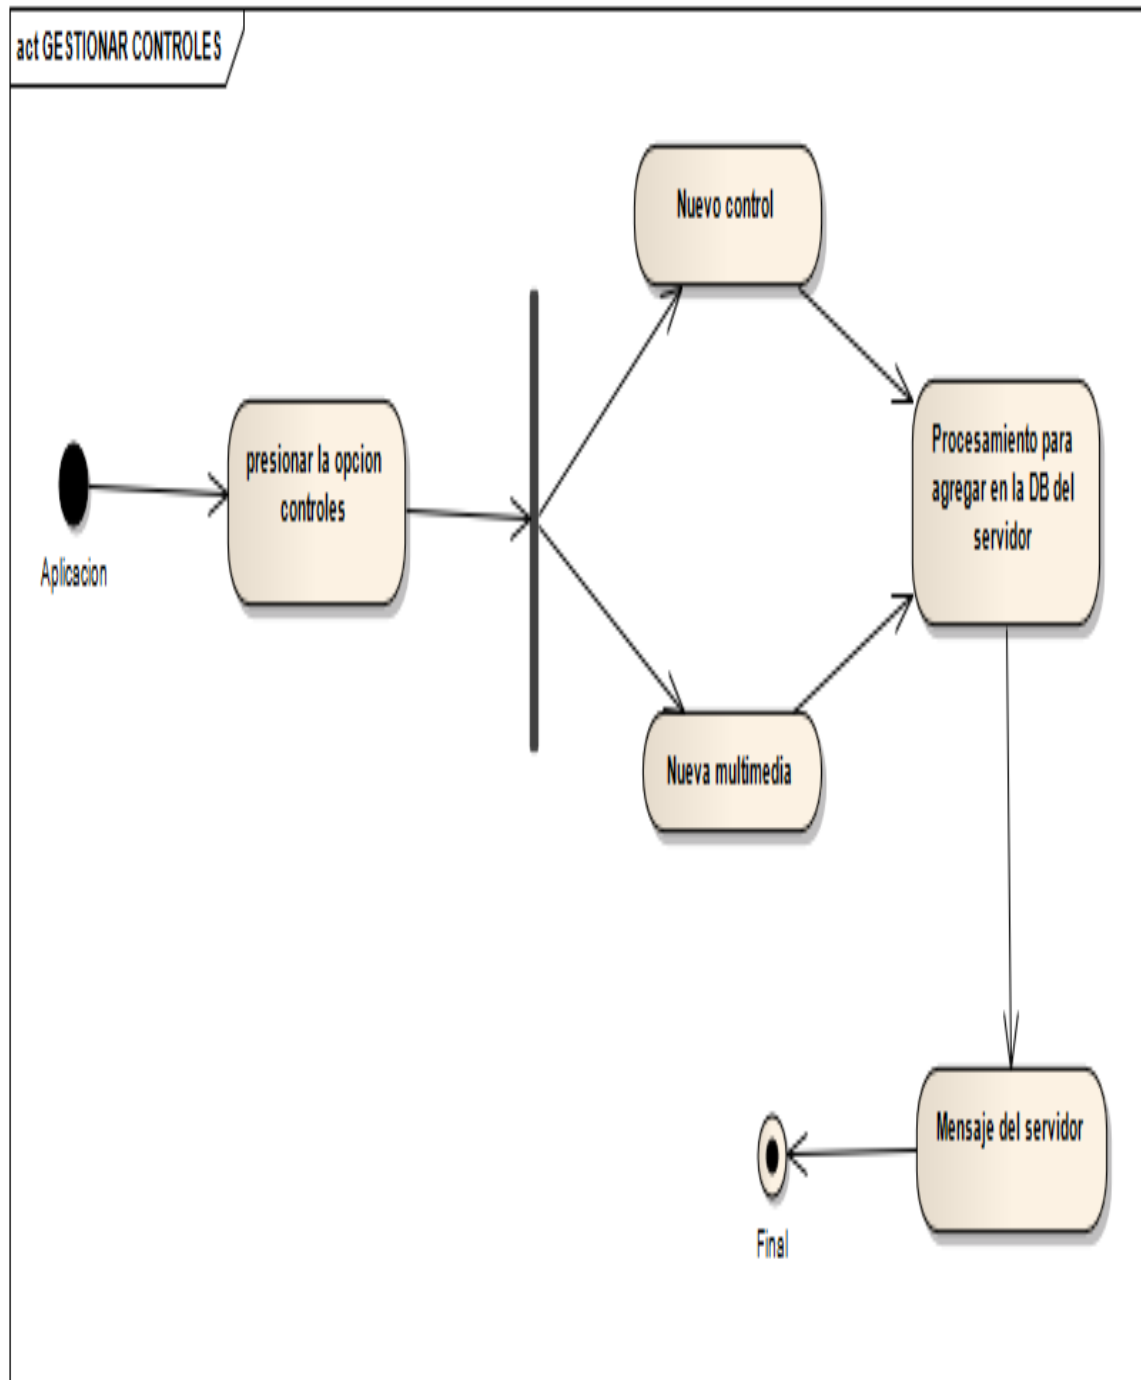 act GESTIONAR CONTROLES
Nuevo control
presionar la opcion
controles
Aplicacion
Procesamiento para
agregar en la DB del
servidor
Nueva multimedia
Mensaje del servidor
Final